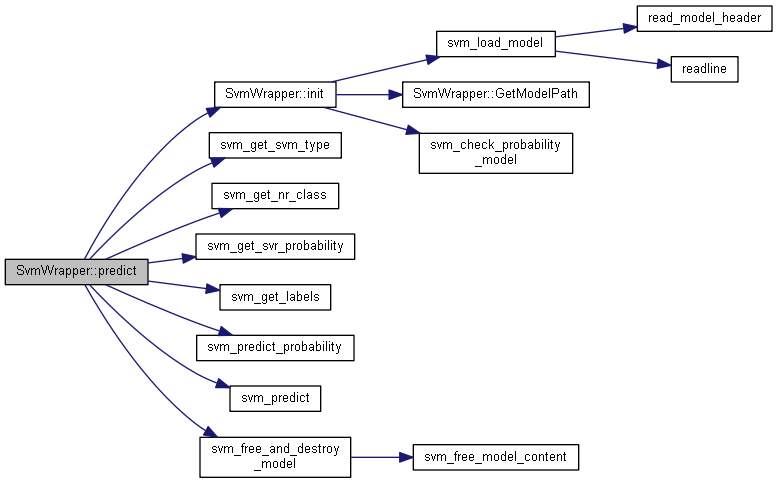 read_model_header
svm_load_model
readline
SvmWrapper::init
SvmWrapper::GetModelPath
svm_get_svm_type
svm_check_probability
_model
svm_get_nr_class
svm_get_svr_probability
SvmWrapper::predict
svm_get_labels
svm_predict_probability
svm_predict
svm_free_and_destroy
_model
svm_free_model_content